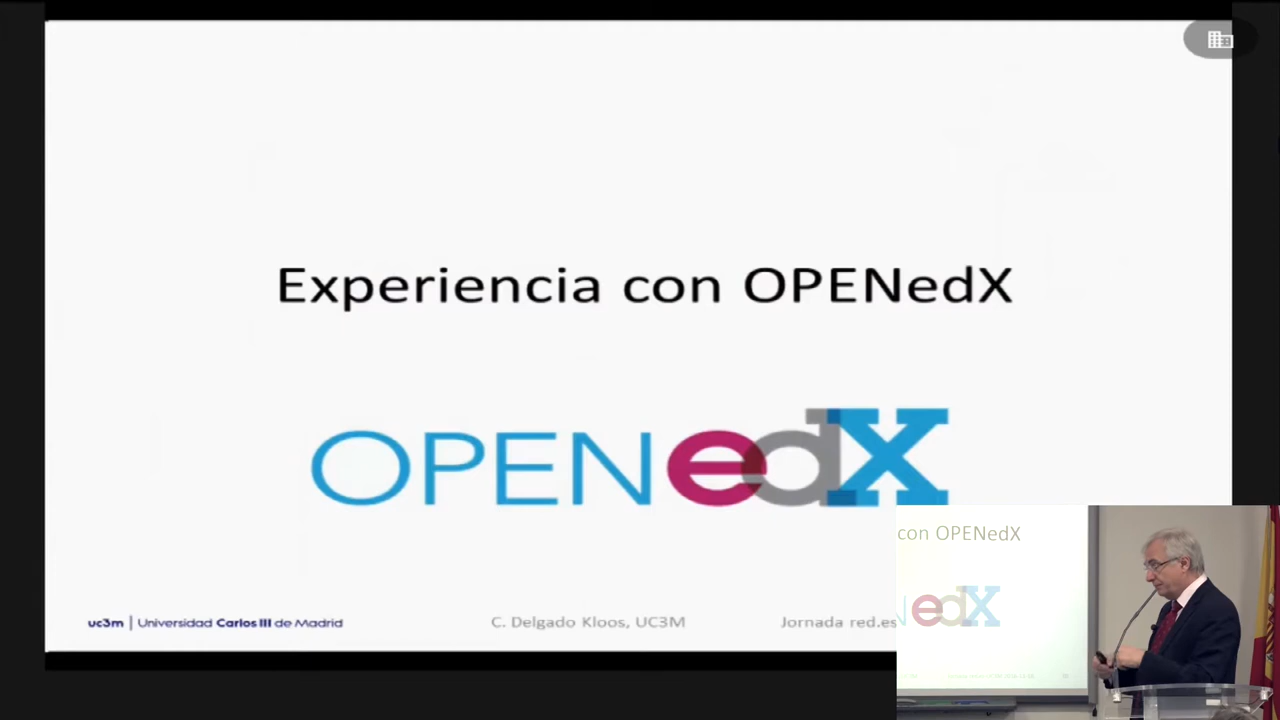 Experiencia con OPENedX
OPENedX
uc3m | Universidad Carlos III de Madrid
C. Delgado Kloos, UC3M
Jornada red.es
con OPENedX
edX